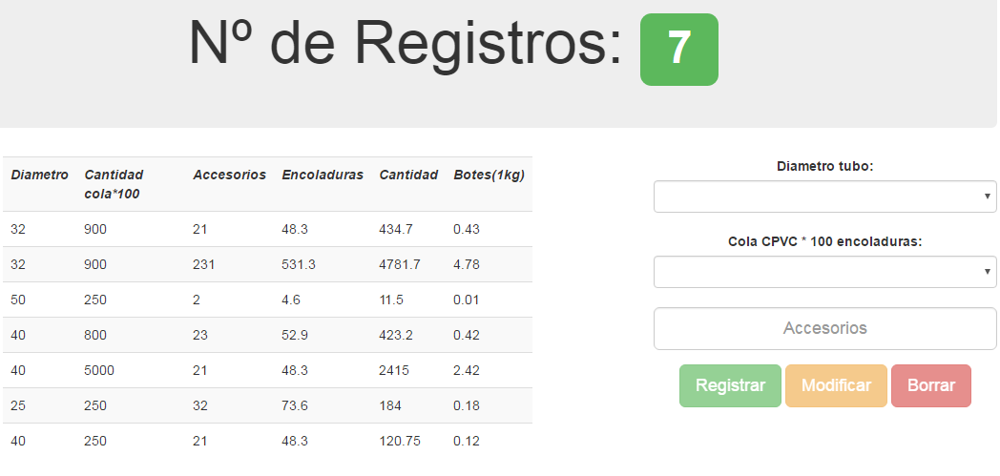 Nº de Registros: 7
Diametro Cantidad cola*100 Accesorios Encoladuras Cantidad Botes(1kg)
32 900 21 48.3 434.7 0.43
32 900 231 531.3 4781.7 4.78
50 250 2 4.6 11.5 0.01
40 800 23 52.9 423.2 0.42
40 5000 21 48.3 2415 2.42
25 250 32 73.6 184 0.18
40 250 21 48.3 120.75 0.12
Diametro tubo:
Cola CPVC * 100 encoladuras:
Accesorios
Registrar Modificar Borrar